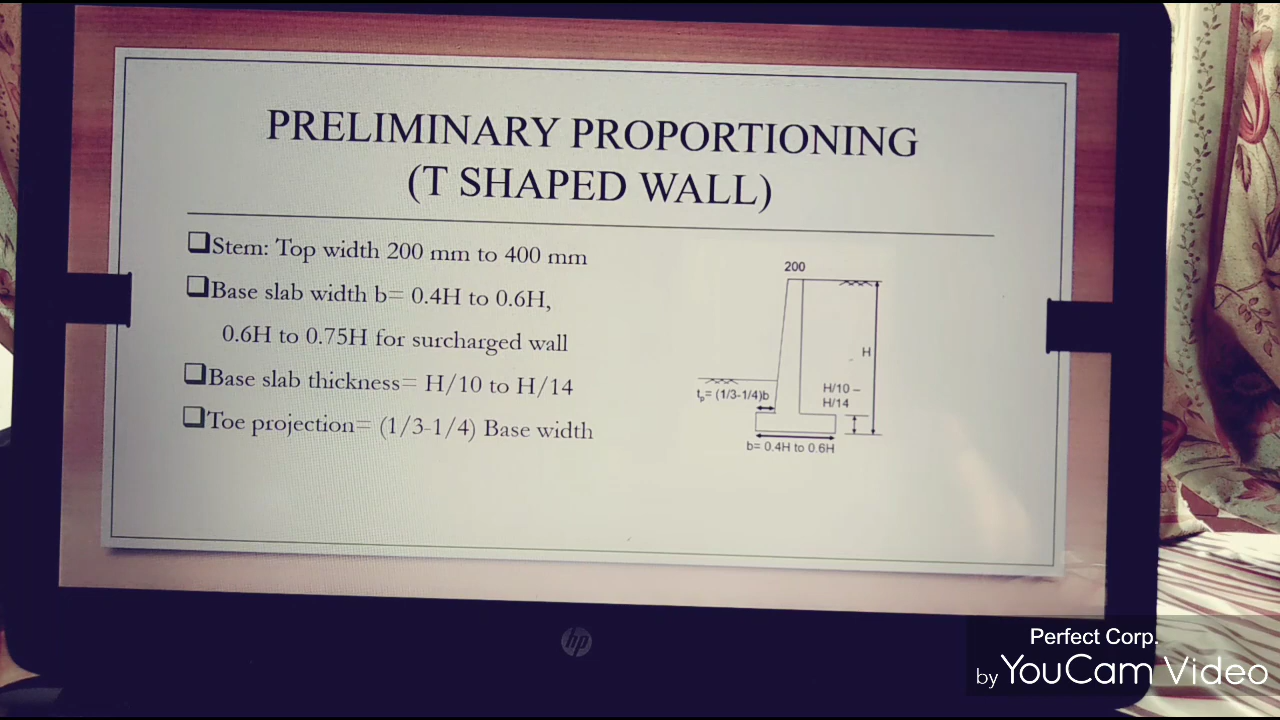 PRELIMINARY PROPORTIONING
(T SHAPED WALL)
❑Stem: Top width 200 mm to 400 mm
❑Base slab width b= 0.4H to 0.6H,
0.6H to 0.75H for surcharged wall
❑Base slab thickness= H/10 to H/14
❑Toe projection= (1/3-1/4) Base width
200
H
tp= (1/3-1/4)b
H/10 –
H/14
b= 0.4H to 0.6H
hp
Perfect Corp.
by YouCam Video